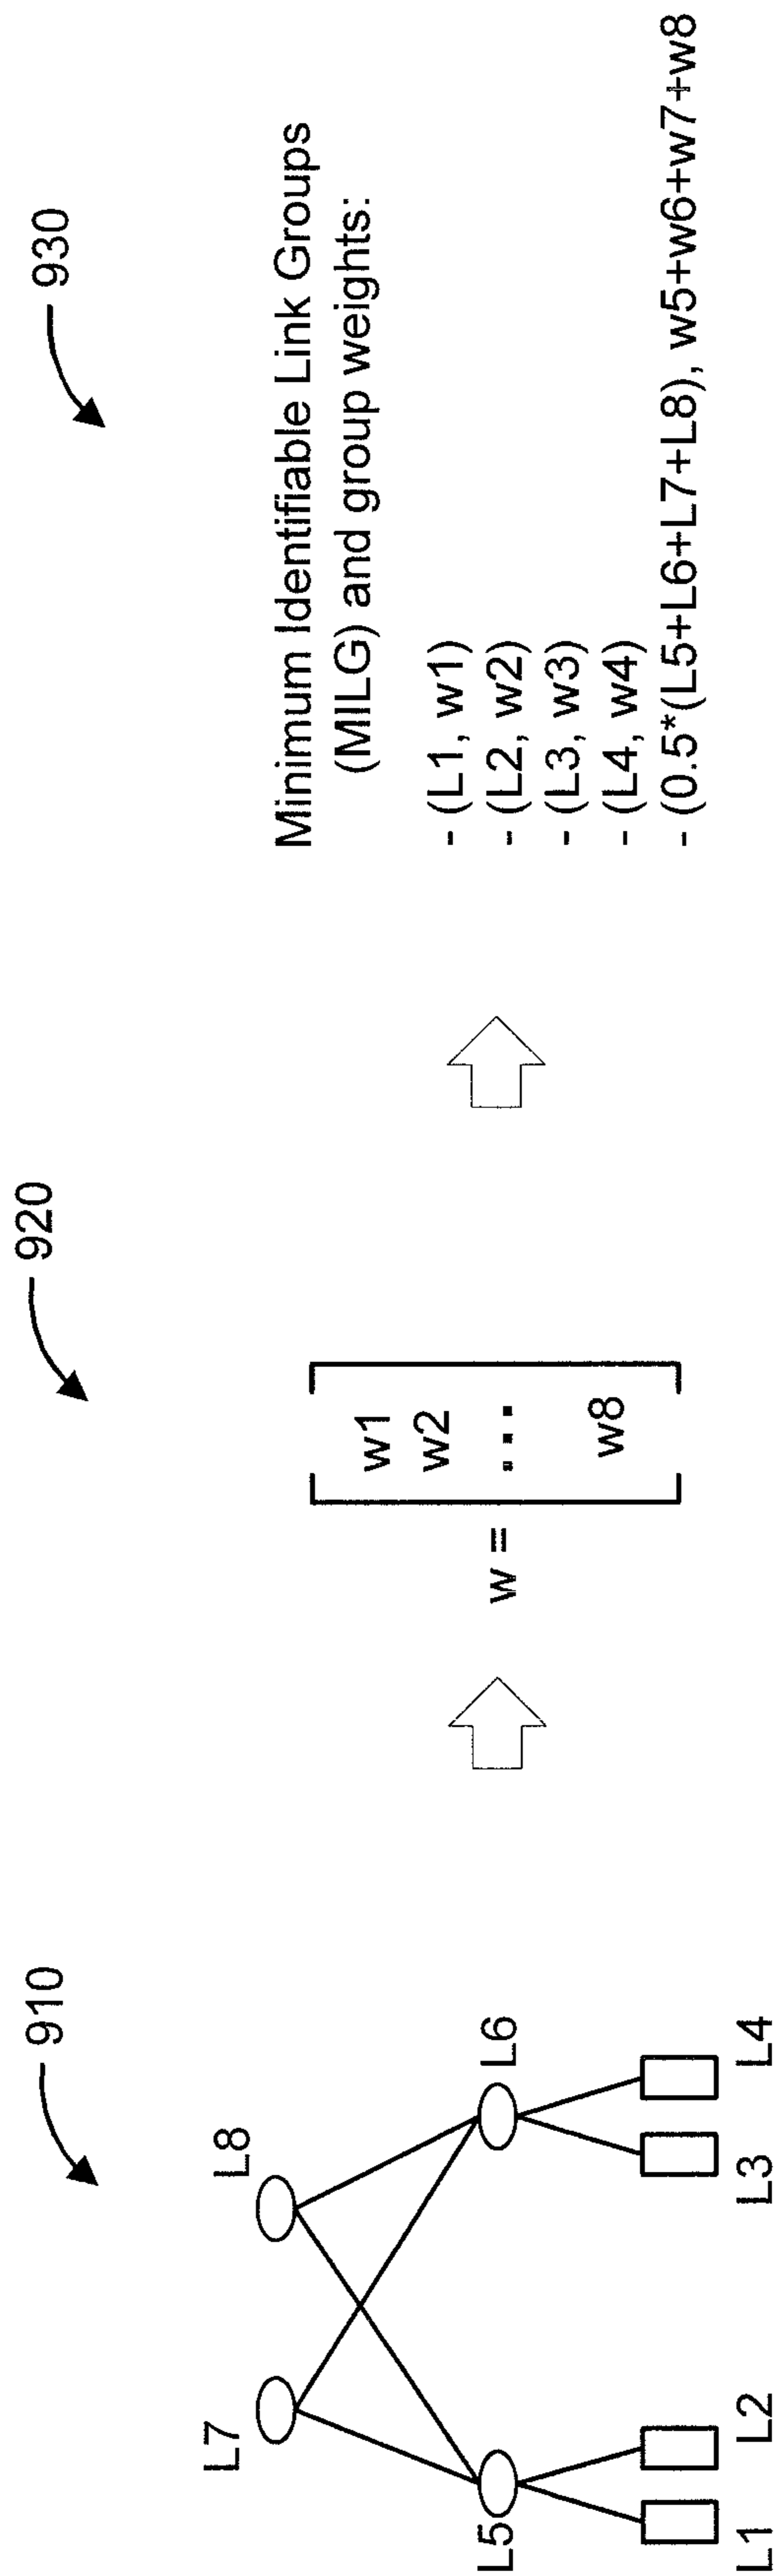 910
L7
L8
L5
L6
L1
L2
L3
L4
920
w =
w1
w2
...
w8
930
Minimum Identifiable Link Groups
(MILG) and group weights:
- (L1, w1)
- (L2, w2)
- (L3, w3)
- (L4, w4)
- (0.5*(L5+L6+L7+L8), w5+w6+w7+w8